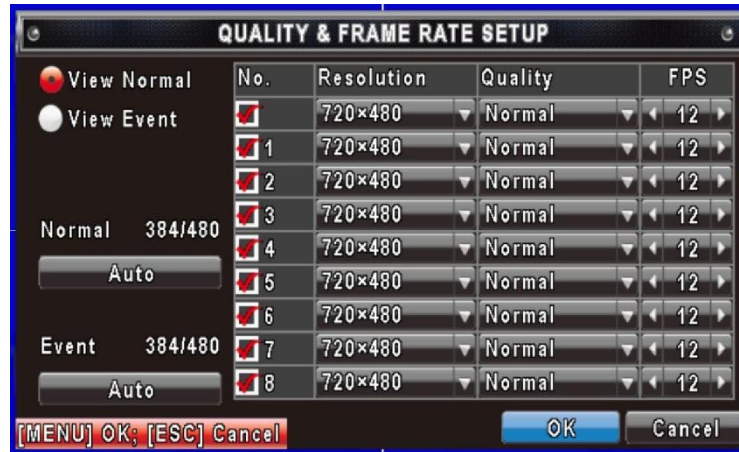 QUALITY & FRAME RATE SETUP
View Normal
View Event
Normal 384/480
Auto
Event 384/480
Auto
No. Resolution Quality FPS
720×480 Normal 12
1 720×480 Normal 12
2 720×480 Normal 12
3 720×480 Normal 12
4 720×480 Normal 12
5 720×480 Normal 12
6 720×480 Normal 12
7 720×480 Normal 12
8 720×480 Normal 12
[MENU] OK; [ESC] Cancel
OK Cancel